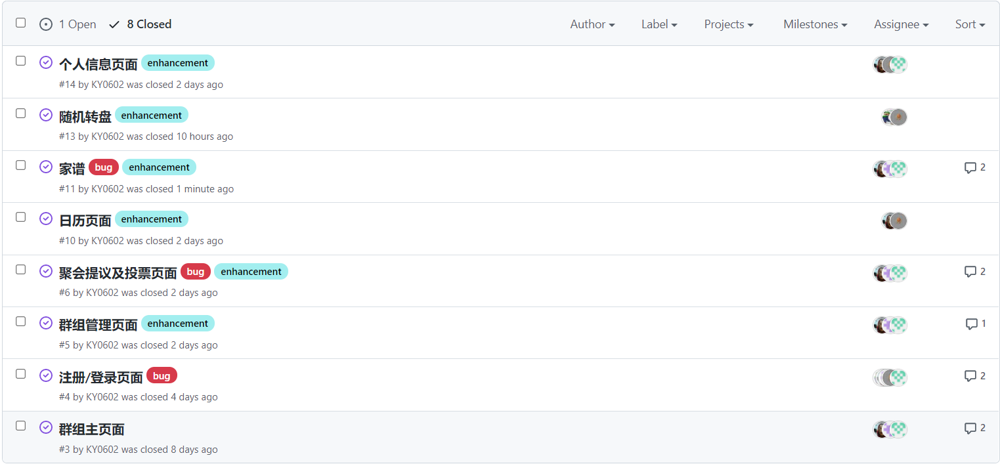 1 Open 8 Closed Author Label Projects Milestones Assignee Sort
个人信息页面 enhancement
#14 by KY0602 was closed 2 days ago
随机转盘 enhancement
#13 by KY0602 was closed 10 hours ago
家谱 bug enhancement 2
#11 by KY0602 was closed 1 minute ago
日历页面 enhancement
#10 by KY0602 was closed 2 days ago
聚会提议及投票页面 bug enhancement 2
#6 by KY0602 was closed 2 days ago
群组管理页面 enhancement 1
#5 by KY0602 was closed 2 days ago
注册/登录页面 bug 2
#4 by KY0602 was closed 4 days ago
群组主页面 2
#3 by KY0602 was closed 8 days ago